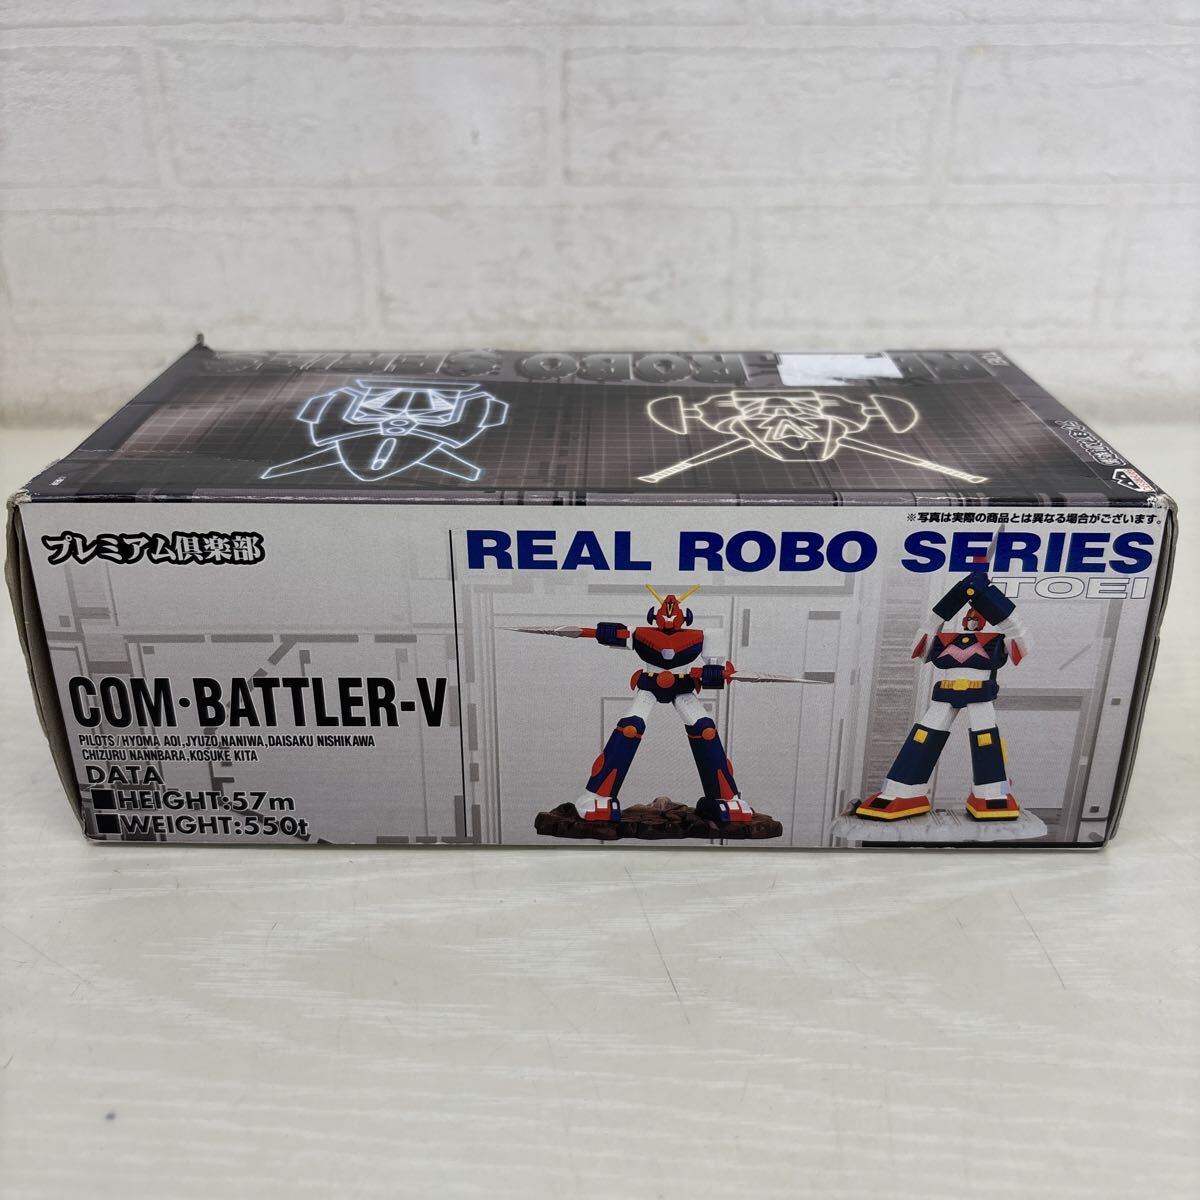 REAL ROBO SERIES
プレミアム倶楽部
※写真は実際の商品とは異なる場合がございます。
REAL ROBO SERIES
TOEI
COM・BATTLER-V
PILOTS/HYOMA AOI,JYUZO NANIWA,DAISAKU NISHIKAWA
CHIZURU NANNBARA,KOSUKE KITA
DATA
■HEIGHT:57m
■WEIGHT:550t